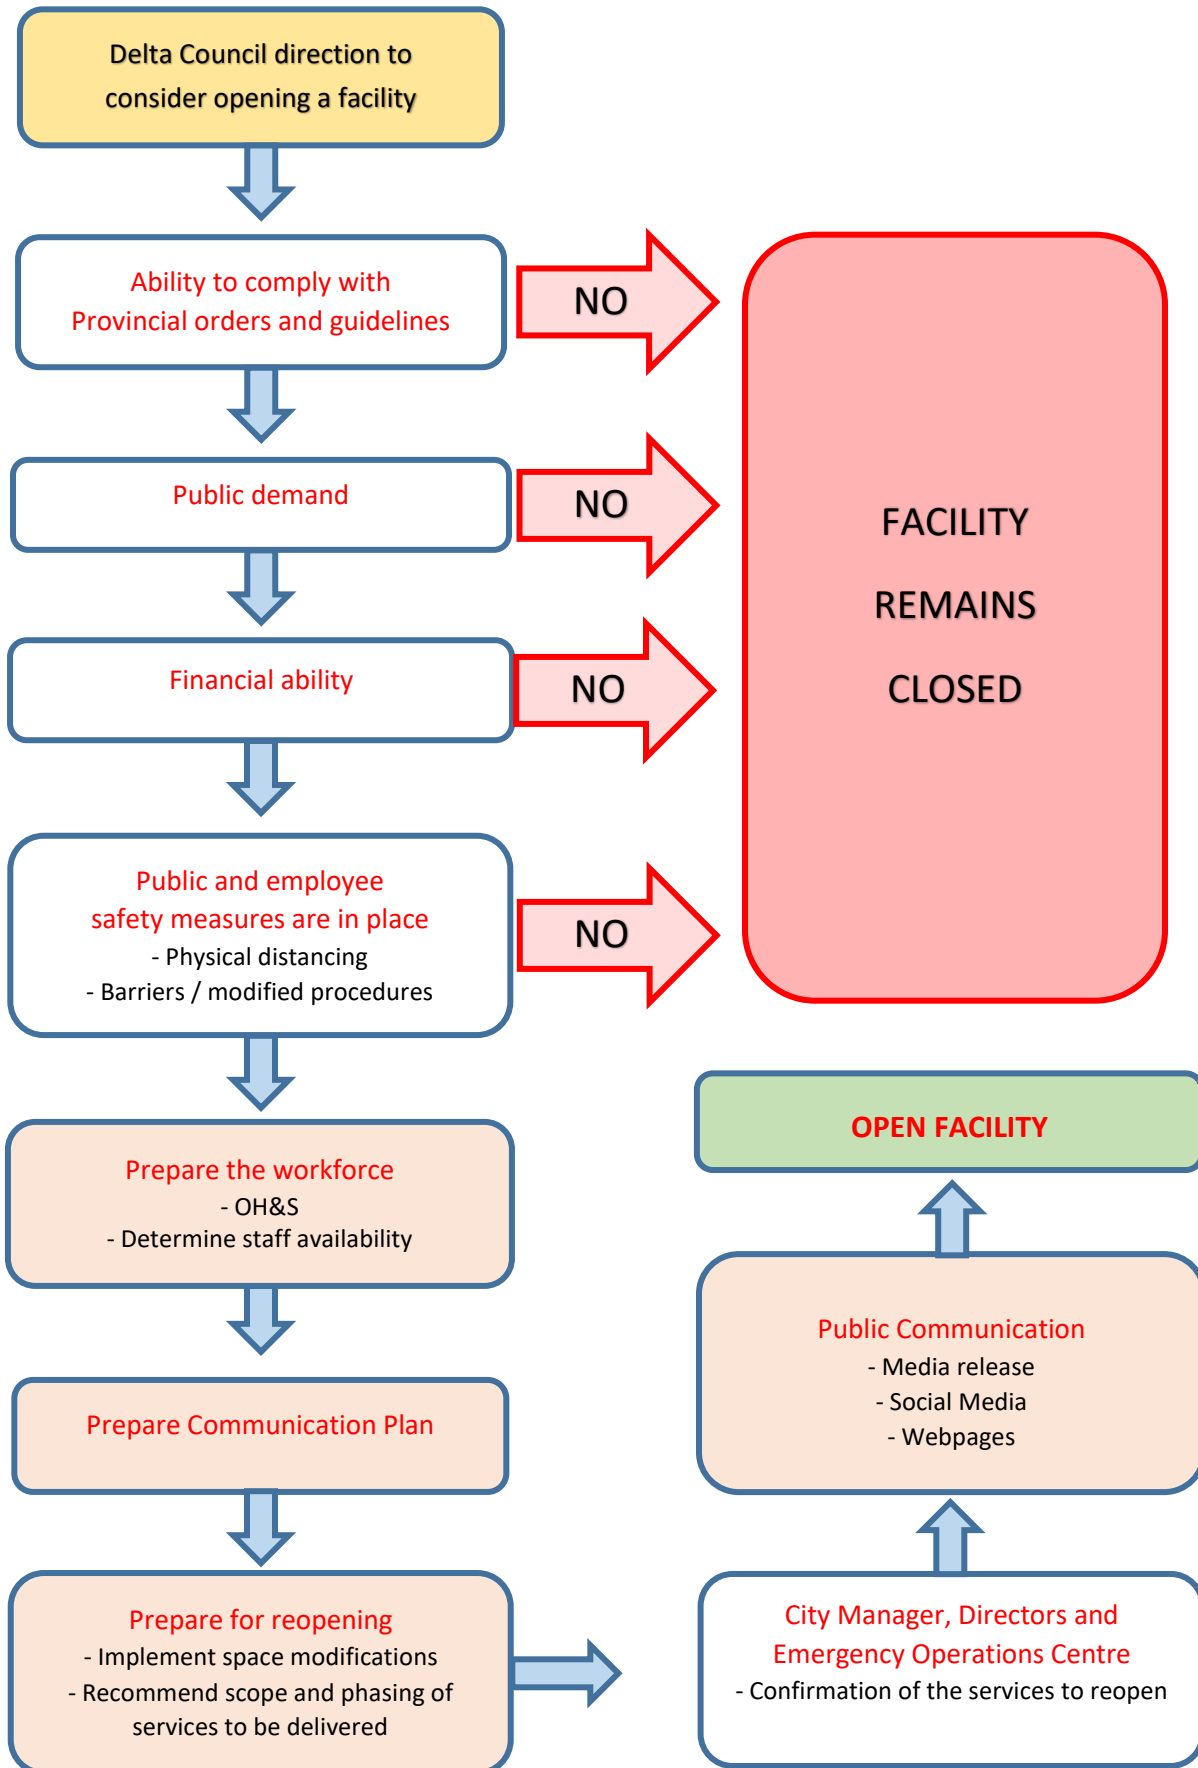 Delta Council direction to
consider opening a facility
Ability to comply with
Provincial orders and guidelines
NO
Public demand
NO
Financial ability
NO
Public and employee
safety measures are in place
- Physical distancing
- Barriers / modified procedures
NO
FACILITY
REMAINS
CLOSED
Prepare the workforce
- OH&S
- Determine staff availability
Prepare Communication Plan
Prepare for reopening
- Implement space modifications
- Recommend scope and phasing of
services to be delivered
City Manager, Directors and
Emergency Operations Centre
- Confirmation of the services to reopen
Public Communication
- Media release
- Social Media
- Webpages
OPEN FACILITY